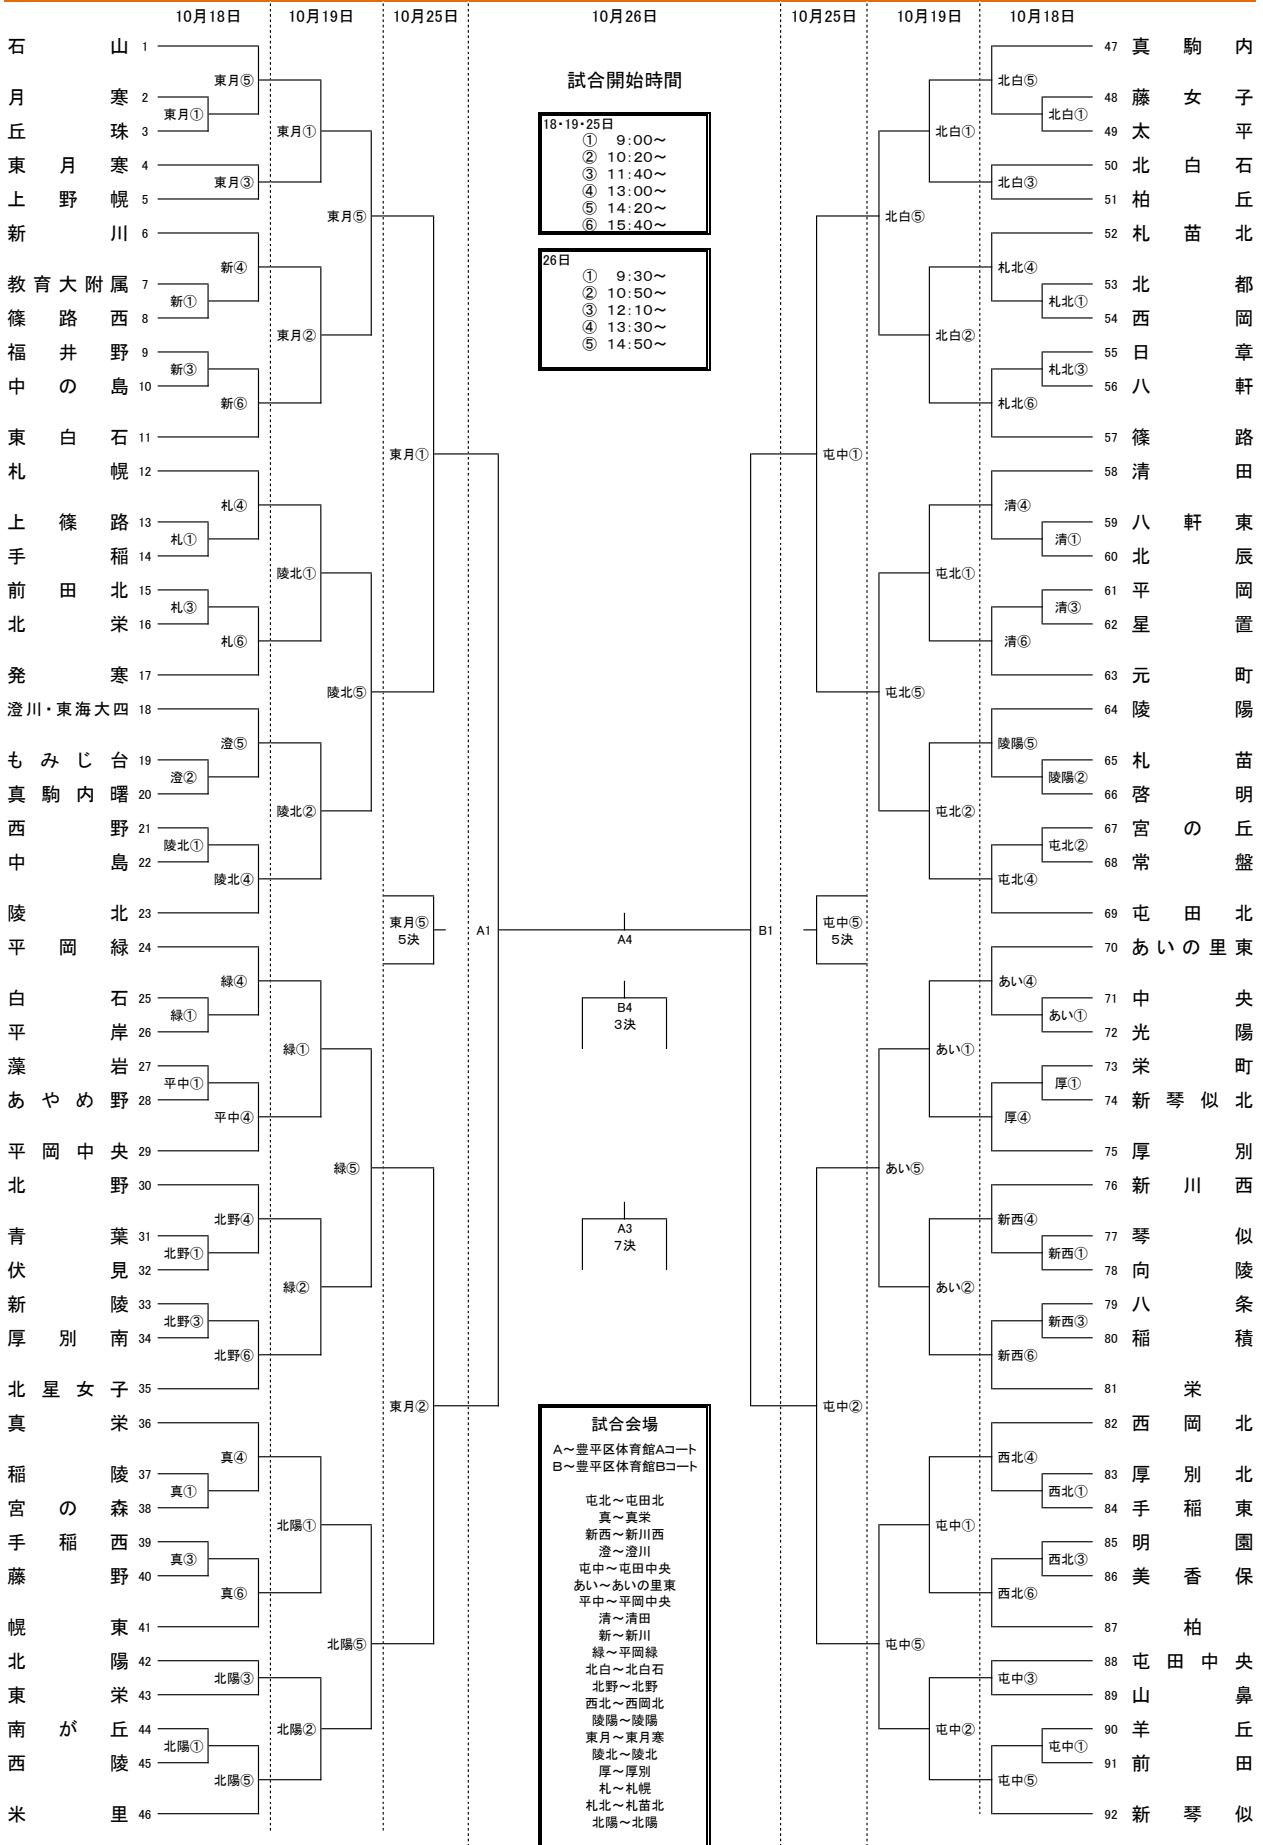 10月18日 10月19日 10月25日 10月26日 10月25日 10月19日 10月18日
石山 1
月寒 2
丘珠 3
東月寒 4
上野幌 5
新川 6
教育大附属 7
篠路西 8
福井野 9
中の島 10
東白石 11
札幌 12
上篠路 13
手稲 14
前田北 15
北栄 16
発寒 17
澄川・東海大四 18
もみじ台 19
真駒内曙 20
西野 21
中島 22
陵北 23
平岡緑 24
白石 25
平岸 26
藻岩 27
あやめ野 28
平岡中央 29
北野 30
青葉 31
伏見 32
新陵 33
厚別南 34
北星女子 35
真栄 36
稲陵 37
宮の森 38
手稲西 39
藤野 40
幌東 41
北陽 42
東栄 43
南が丘 44
西陵 45
米里 46
東月⑤
東月①
東月③
新④
新①
新③
新⑥
札④
札①
札③
札⑥
澄⑤
澄②
陵北①
陵北④
緑④
緑①
平中①
平中④
北野④
北野①
北野③
北野⑥
真④
真①
真③
真⑥
北陽③
北陽①
北陽⑤
東月①
東月②
陵北①
陵北②
緑①
緑②
北陽①
北陽②
東月⑤
陵北⑤
緑⑤
北陽⑤
東月①
東月⑤
5決
東月②
A1
試合開始時間
18・19・25日
① 9:00～
② 10:20～
③ 11:40～
④ 13:00～
⑤ 14:20～
⑥ 15:40～
26日
① 9:30～
② 10:50～
③ 12:10～
④ 13:30～
⑤ 14:50～
A4
B4
3決
A3
7決
試合会場
A～豊平区体育館Aコート
B～豊平区体育館Bコート
屯北～屯田北
真～真栄
新西～新川西
澄～澄川
屯中～屯田中央
あい～あいの里東
平中～平岡中央
清～清田
新～新川
緑～平岡緑
北白～北白石
北野～北野
西北～西岡北
陵陽～陵陽
東月～東月寒
陵北～陵北
厚～厚別
札～札幌
札北～札苗北
北陽～北陽
B1
屯中①
屯中⑤
5決
屯中②
北白⑤
屯北⑤
あい⑤
屯中⑤
北白①
北白②
屯北①
屯北②
あい①
あい②
屯中①
屯中②
北白⑤
北白①
北白③
札北④
札北①
札北③
札北⑥
清④
清①
清③
清⑥
陵陽⑤
陵陽②
屯北②
屯北④
あい④
あい①
厚①
厚④
新西④
新西①
新西③
新西⑥
西北④
西北①
西北③
西北⑥
屯中③
屯中①
屯中⑤
47 真駒内
48 藤女子
49 太平
50 北白石
51 柏丘
52 札苗北
53 北都
54 西岡
55 日章
56 八軒
57 篠路
58 清田
59 八軒東
60 北辰
61 平岡
62 星置
63 元町
64 陵陽
65 札苗
66 啓明
67 宮の丘
68 常盤
69 屯田北
70 あいの里東
71 中央
72 光陽
73 栄町
74 新琴似北
75 厚別
76 新川西
77 琴似
78 向陵
79 八条
80 稲積
81 栄
82 西岡北
83 厚別北
84 手稲東
85 明園
86 美香保
87 柏
88 屯田中央
89 山鼻
90 羊丘
91 前田
92 新琴似